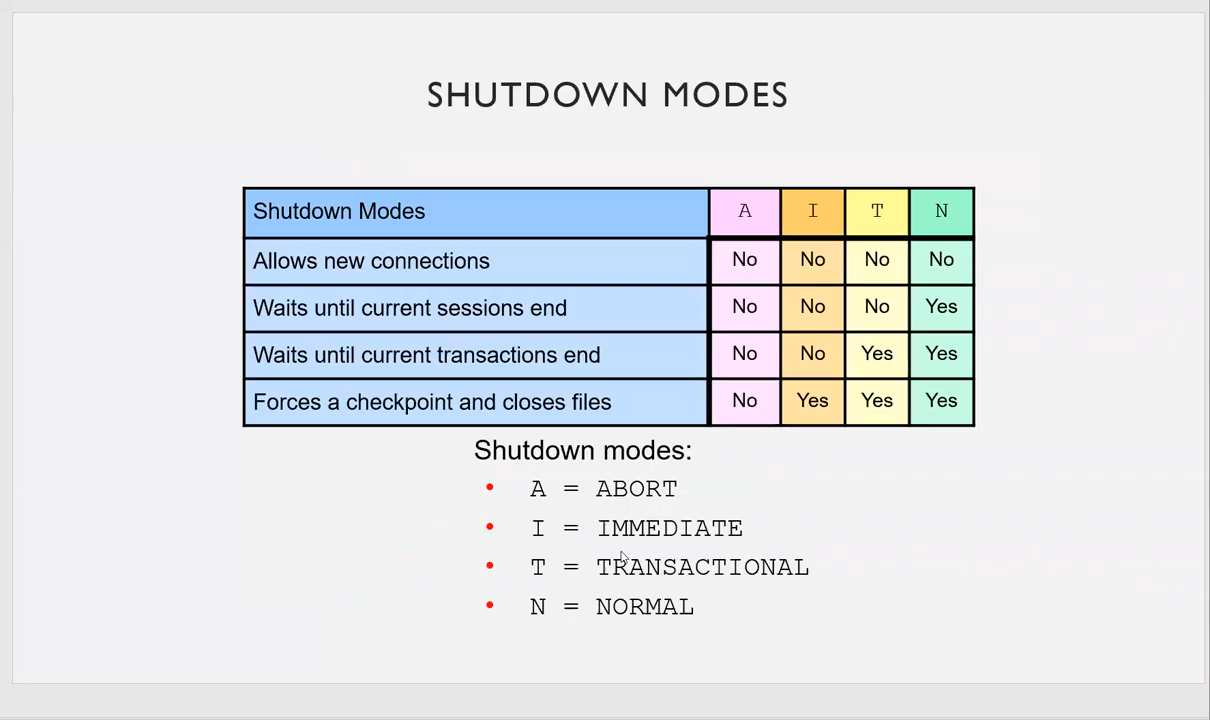 SHUTDOWN MODES
Shutdown Modes A I T N
Allows new connections No No No No
Waits until current sessions end No No No Yes
Waits until current transactions end No No Yes Yes
Forces a checkpoint and closes files No Yes Yes Yes
Shutdown modes:
• A = ABORT
• I = IMMEDIATE
• T = TRANSACTIONAL
• N = NORMAL